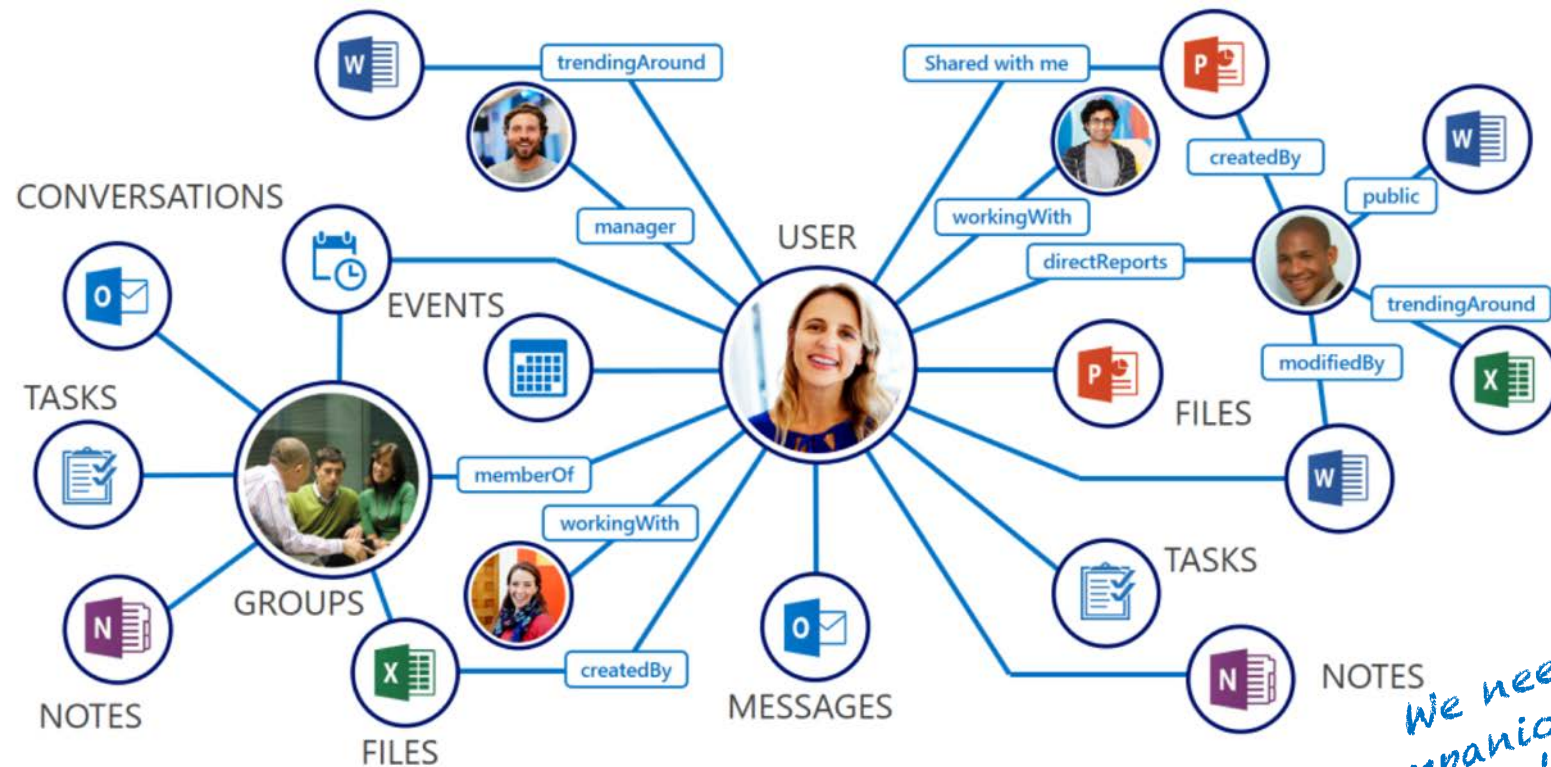 trendingAround
Shared with me
createdBy
public
CONVERSATIONS
manager
USER
workingWith
directReports
EVENTS
trendingAround
modifiedBy
TASKS
FILES
memberOf
workingWith
TASKS
GROUPS
createdBy
NOTES
MESSAGES
NOTES
FILES
We
W
P
W
O
P
X
W
N
X
O
N